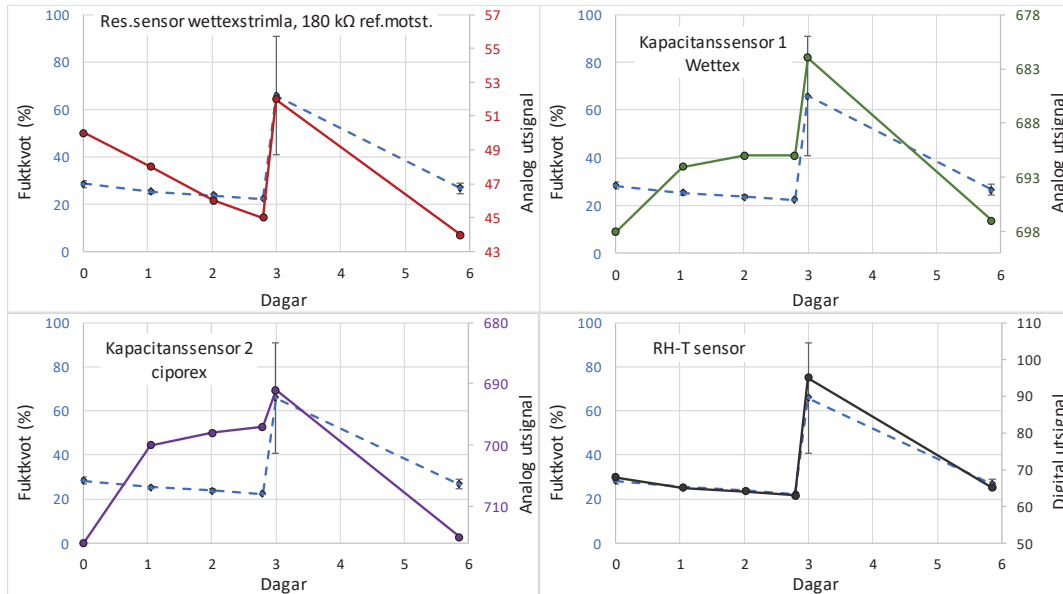 Res.sensor wettexstrimla, 180 kΩ ref.motst.
Fuktkvot (%)
100
80
60
40
20
0
57
55
53
51
49
47
45
43
Analog utsignal
0 1 2 3 4 5 6
Dagar
Kapacitanssensor 1
Wettex
Fuktkvot (%)
100
80
60
40
20
0
678
683
688
693
698
Analog utsignal
0 1 2 3 4 5 6
Dagar
Kapacitanssensor 2
ciporex
Fuktkvot (%)
100
80
60
40
20
0
680
690
700
710
Analog utsignal
0 1 2 3 4 5 6
Dagar
RH-T sensor
Fuktkvot (%)
100
80
60
40
20
0
110
100
90
80
70
60
50
Digital utsignal
0 1 2 3 4 5 6
Dagar